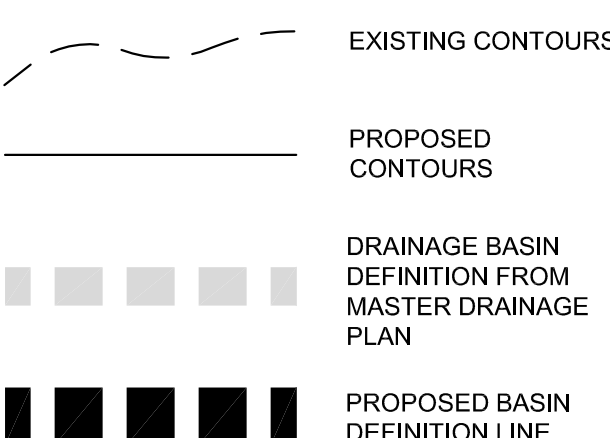 EXISTING CONTOURS
PROPOSED
CONTOURS
DRAINAGE BASIN
DEFINITION FROM
MASTER DRAINAGE
PLAN
PROPOSED BASIN
DEFINITION LINE